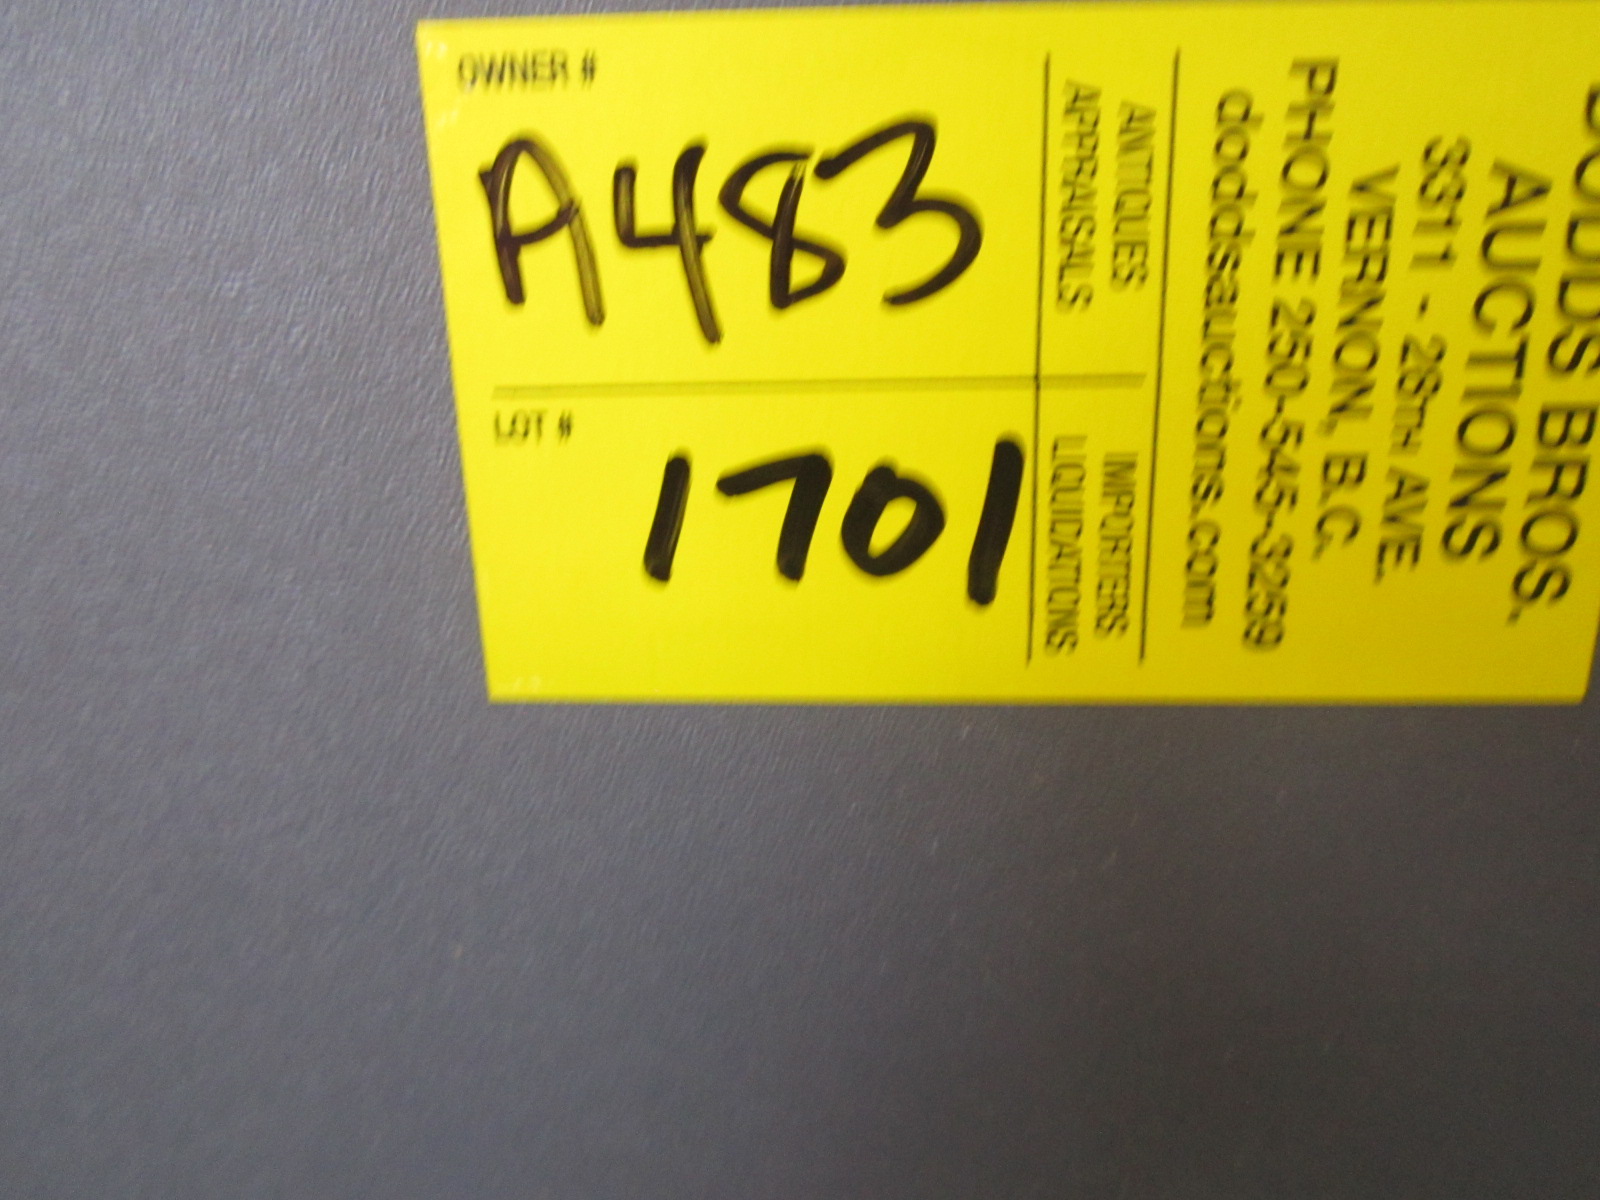 DODDS BROS.
AUCTIONS
3311 - 28TH AVE.
VERNON, B.C.
PHONE 250-545-3259
doddsauctions.com
ANTIQUES IMPORTERS
APPRAISALS LIQUIDATIONS
OWNER #
A483
LOT #
1701